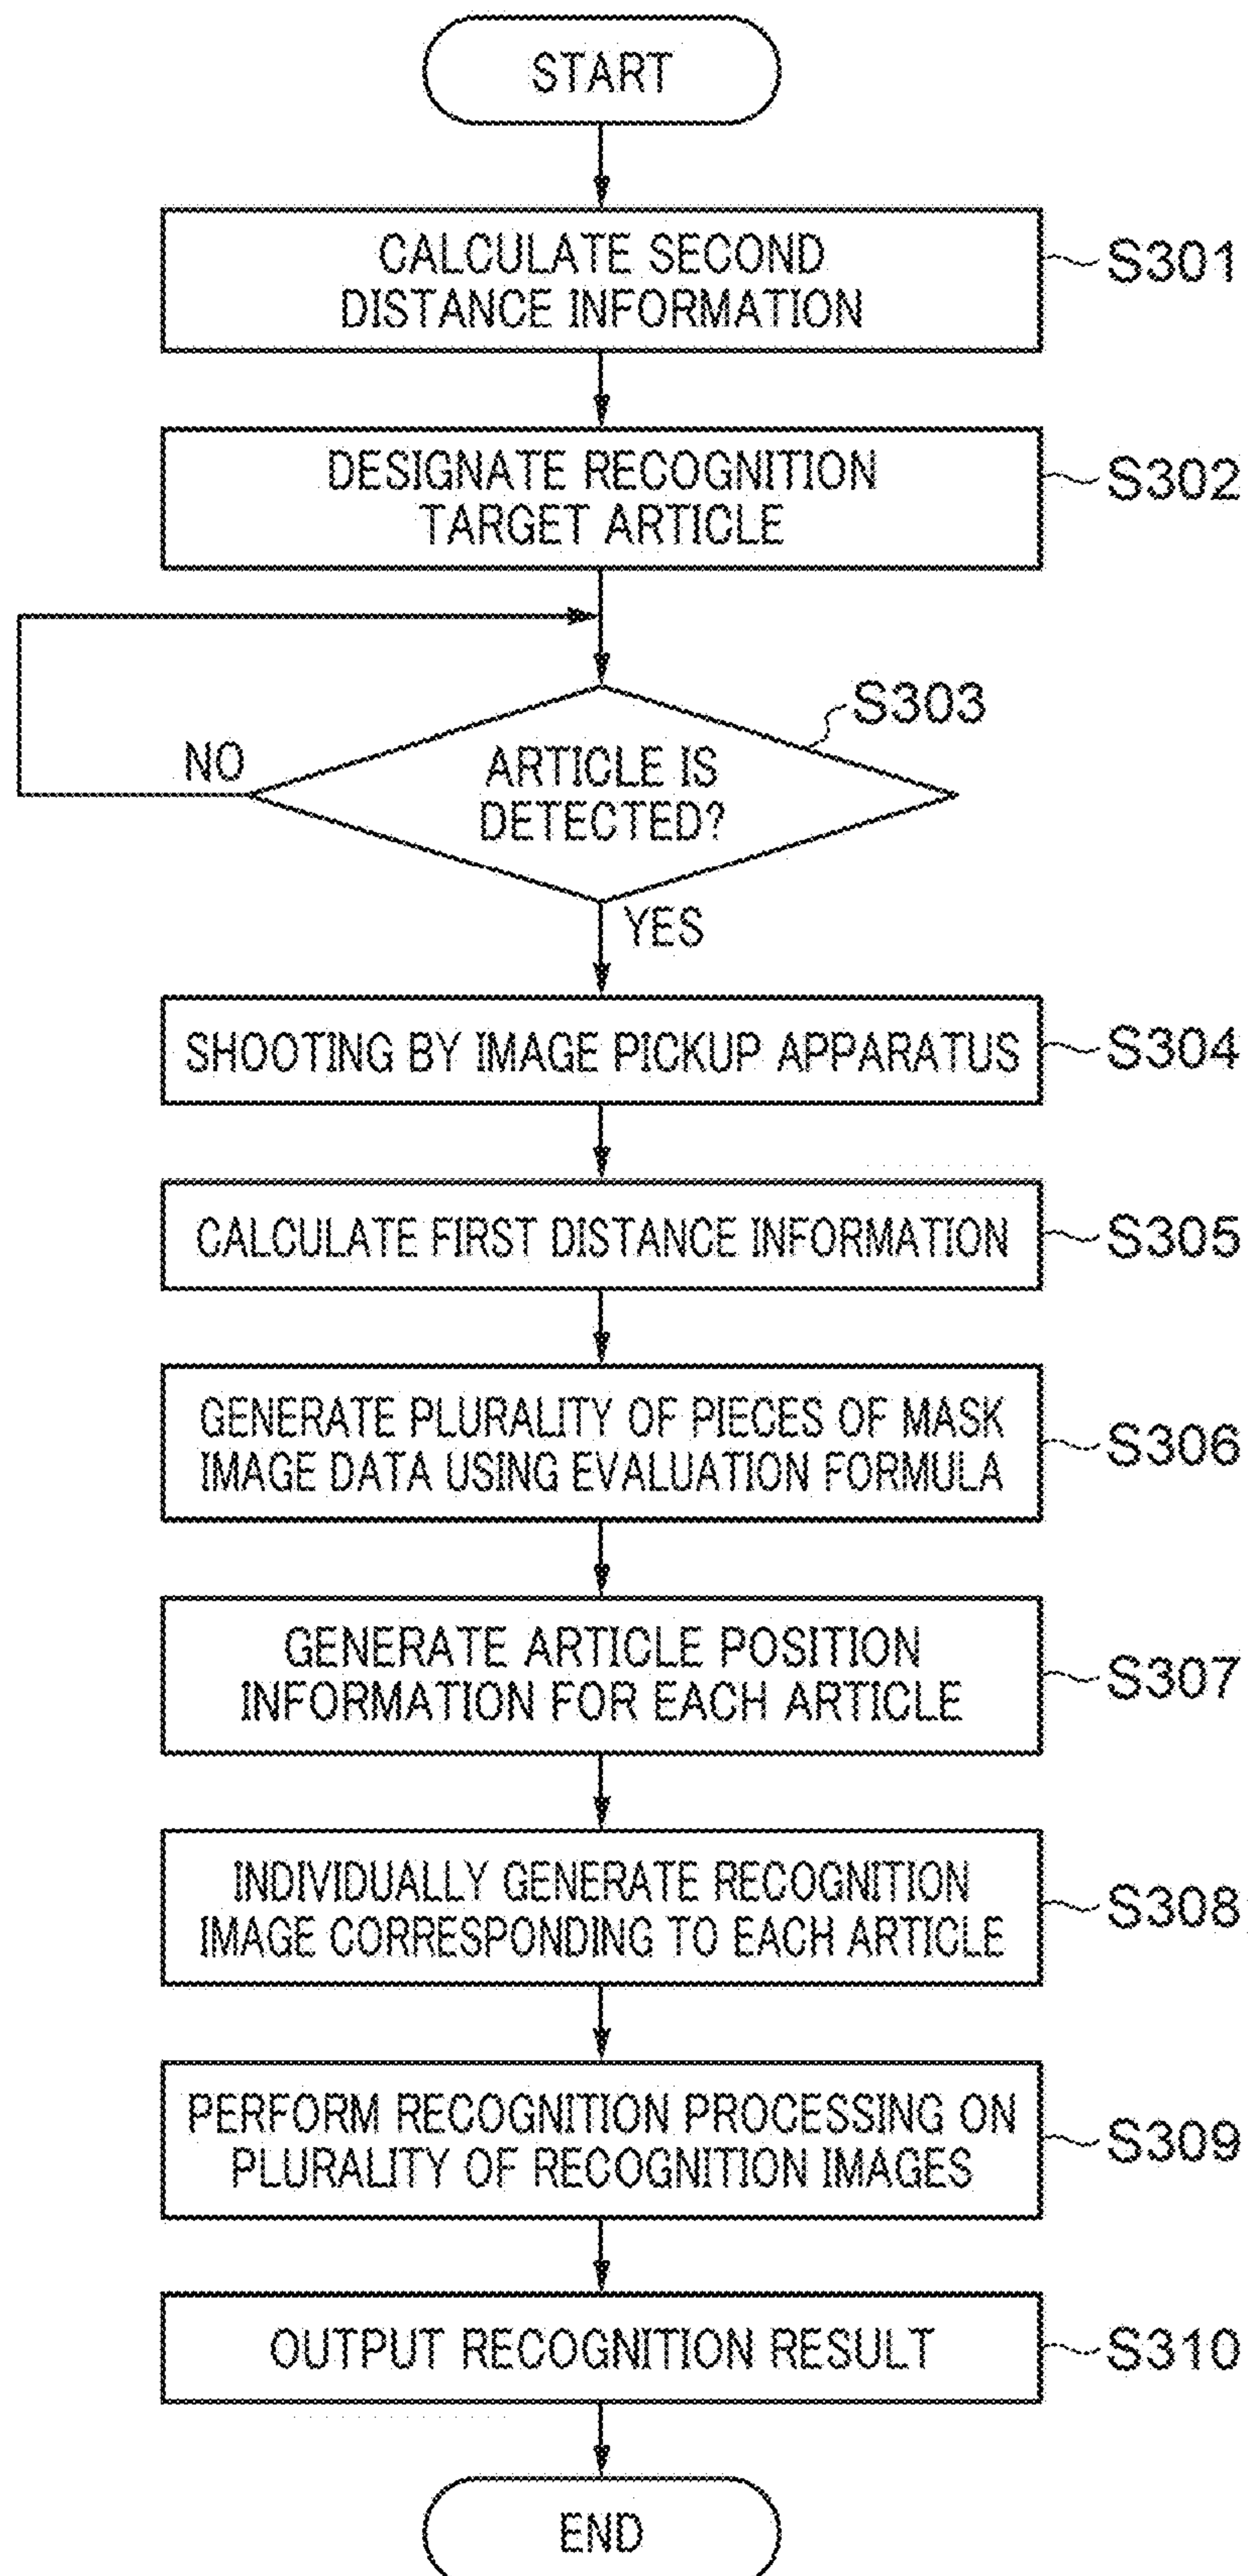 START
CALCULATE SECOND
DISTANCE INFORMATION
S301
DESIGNATE RECOGNITION
TARGET ARTICLE
S302
S303
NO
ARTICLE IS
DETECTED?
YES
SHOOTING BY IMAGE PICKUP APPARATUS
S304
CALCULATE FIRST DISTANCE INFORMATION
S305
GENERATE PLURALITY OF PIECES OF MASK
IMAGE DATA USING EVALUATION FORMULA
S306
GENERATE ARTICLE POSITION
INFORMATION FOR EACH ARTICLE
S307
INDIVIDUALLY GENERATE RECOGNITION
IMAGE CORRESPONDING TO EACH ARTICLE
S308
PERFORM RECOGNITION PROCESSING ON
PLURALITY OF RECOGNITION IMAGES
S309
OUTPUT RECOGNITION RESULT
S310
END